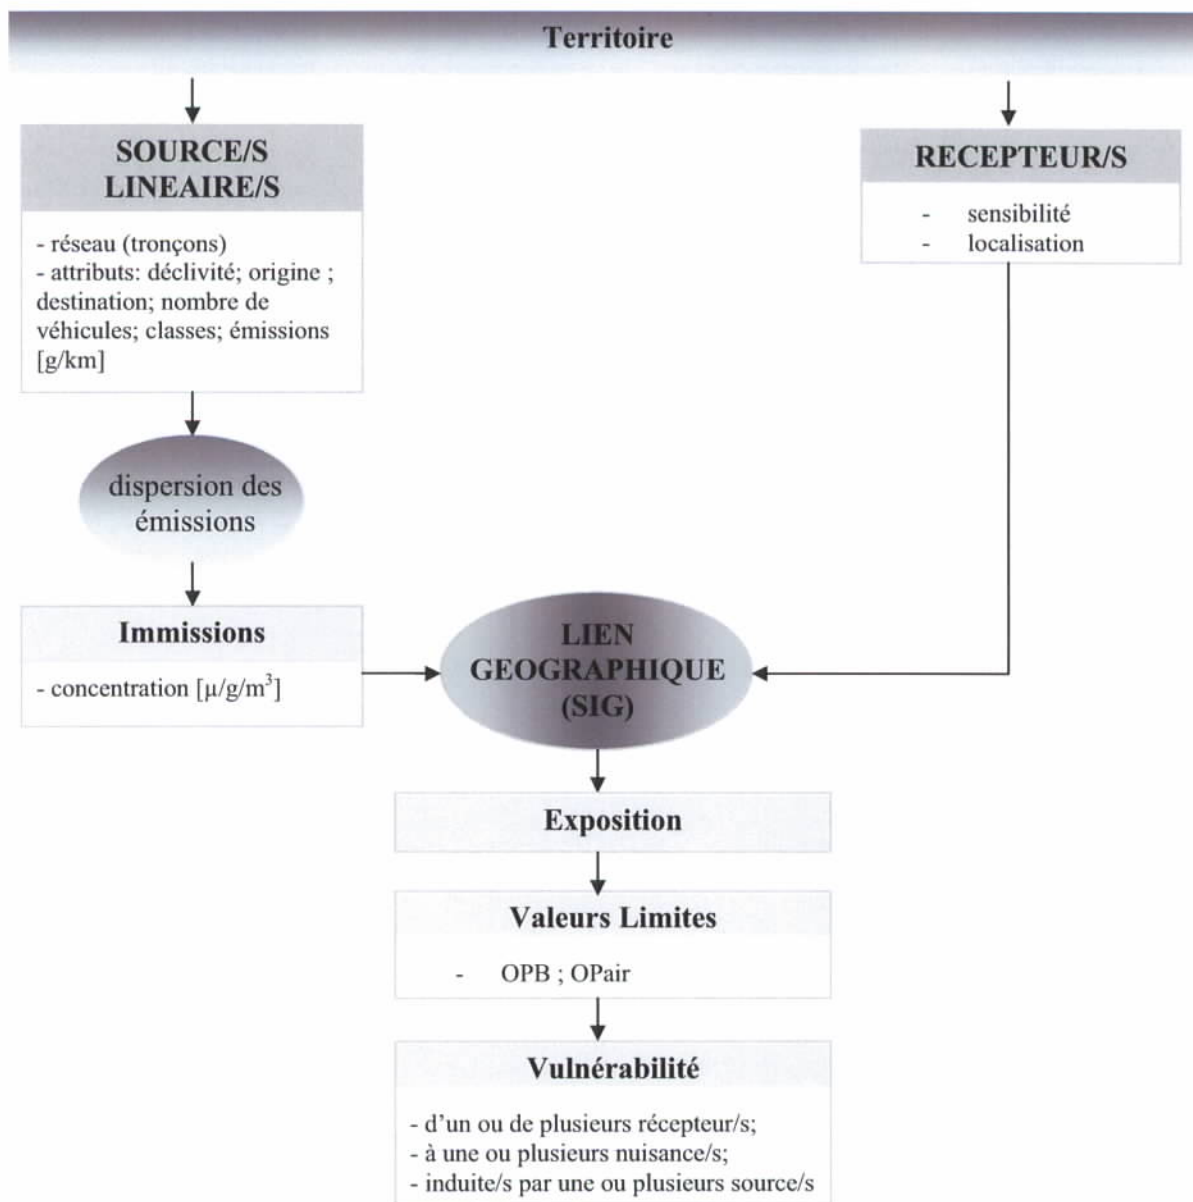 Territoire
SOURCE/S
LINEAIRE/S
- réseau (tronçons)
- attributs: déclivité; origine ;
destination; nombre de
véhicules; classes; émissions
[g/km]
RECEPTEUR/S
- sensibilité
- localisation
dispersion des
émissions
Immissions
- concentration [µ/g/m³]
LIEN
GEOGRAPHIQUE
(SIG)
Exposition
Valeurs Limites
- OPB ; OPair
Vulnérabilité
- d'un ou de plusieurs récepteur/s;
- à une ou plusieurs nuisance/s;
- induite/s par une ou plusieurs source/s